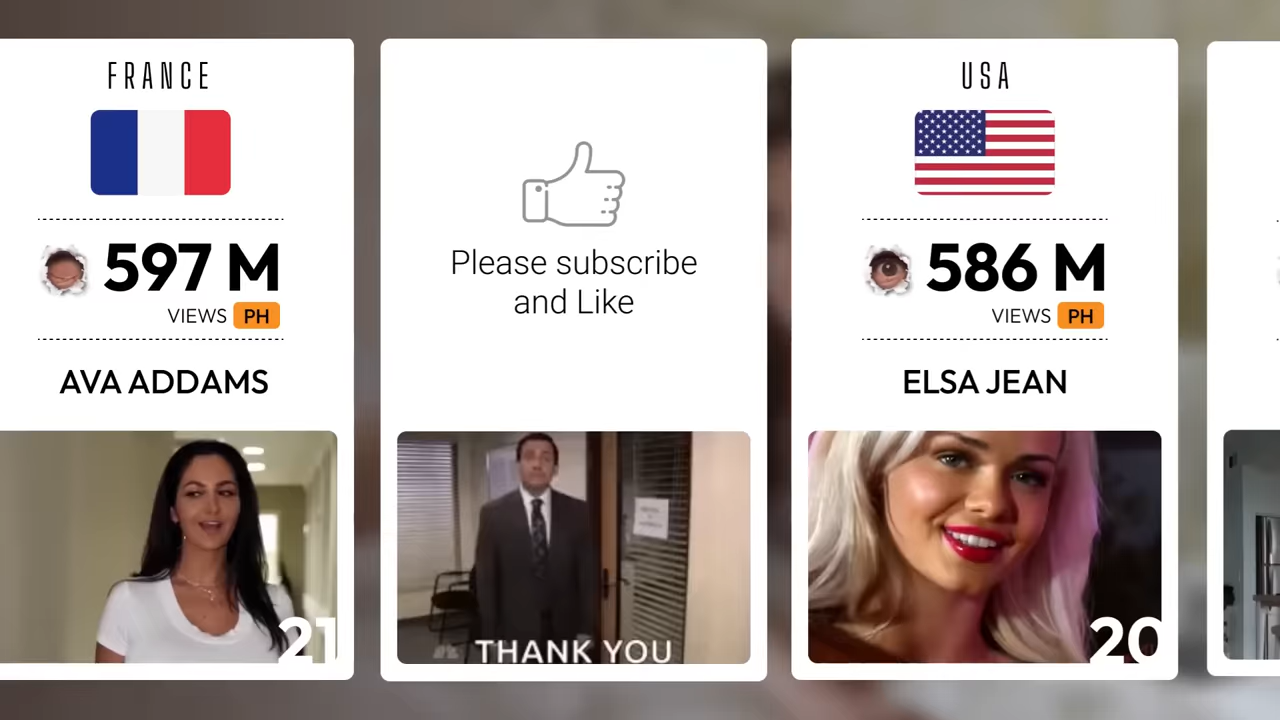 FRANCE
597 M
VIEWS PH
AVA ADDAMS
21
Please subscribe
and Like
THANK YOU
USA
586 M
VIEWS PH
ELSA JEAN
20